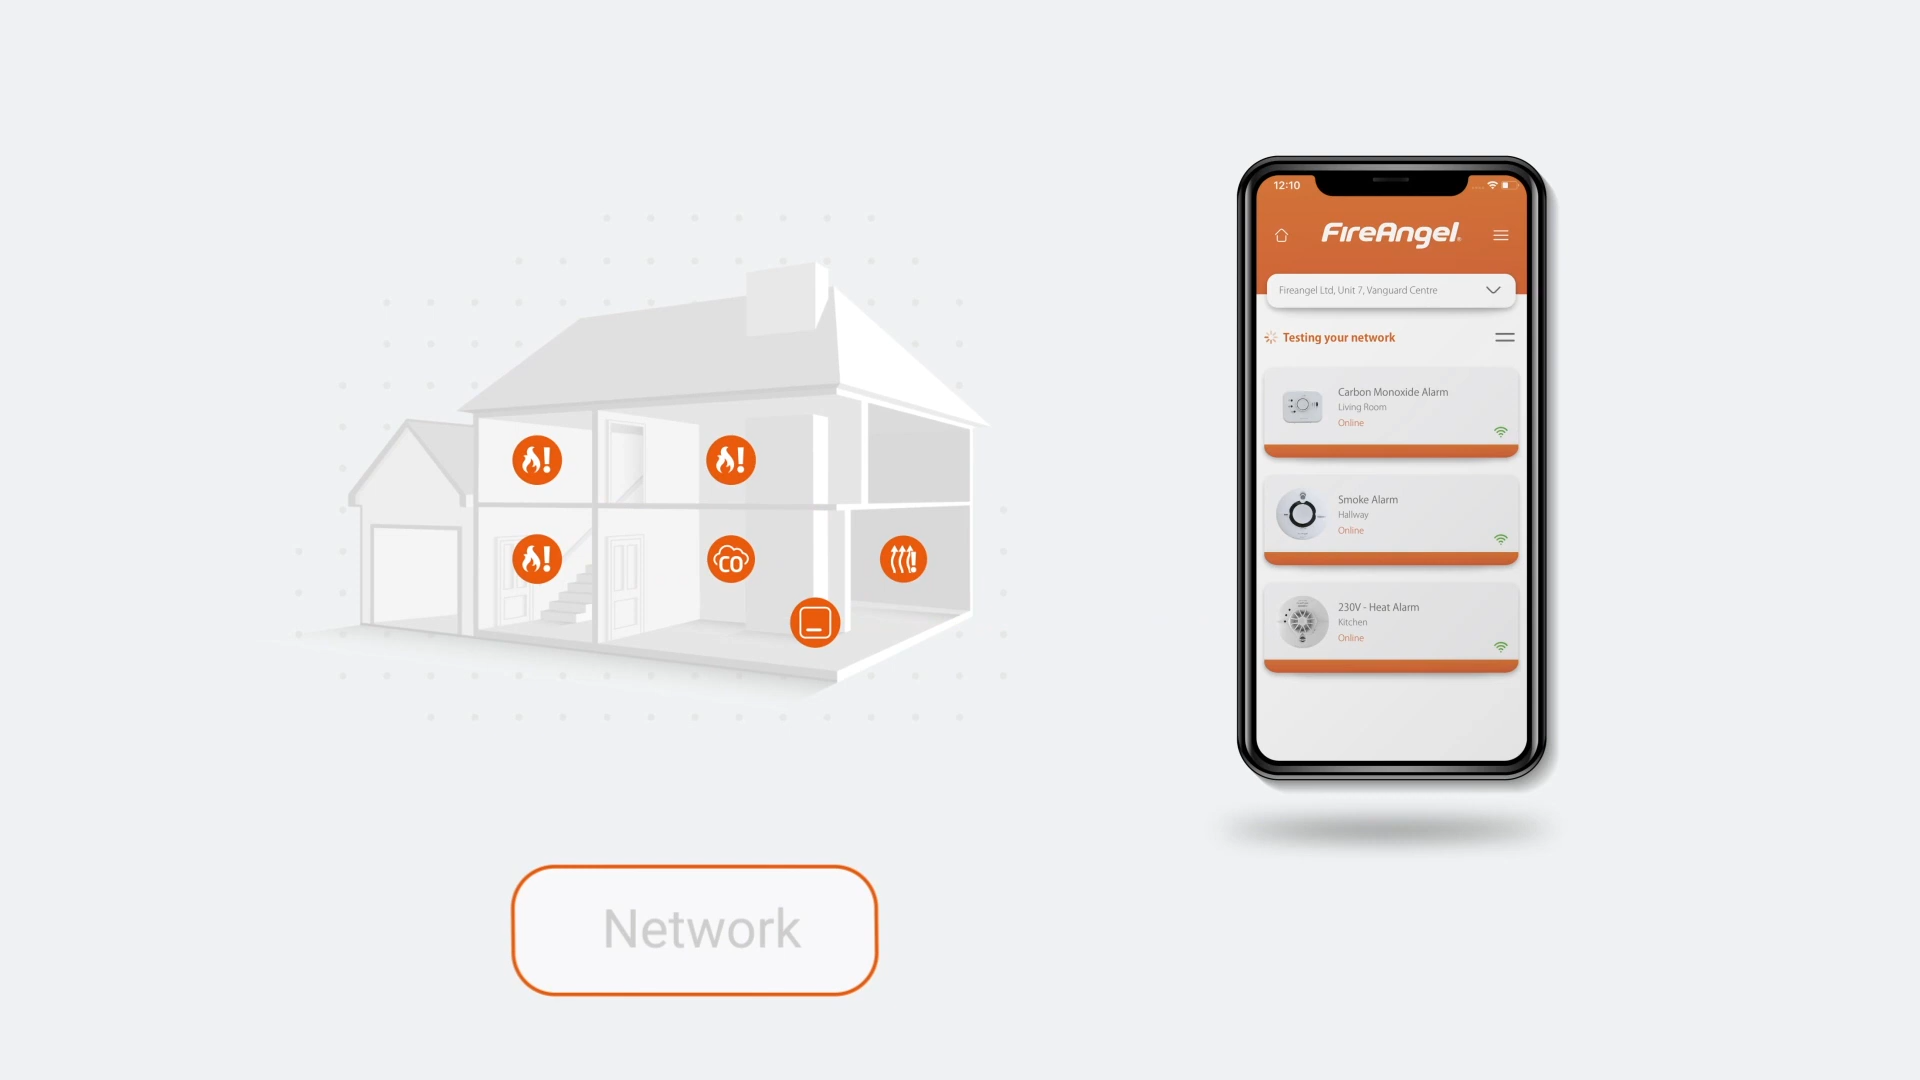 CO
Network
12:10
FireAngel
Fireangel Ltd, Unit 7, Vanguard Centre
Testing your network
Carbon Monoxide Alarm
Living Room
Online
Smoke Alarm
Hallway
Online
230V - Heat Alarm
Kitchen
Online